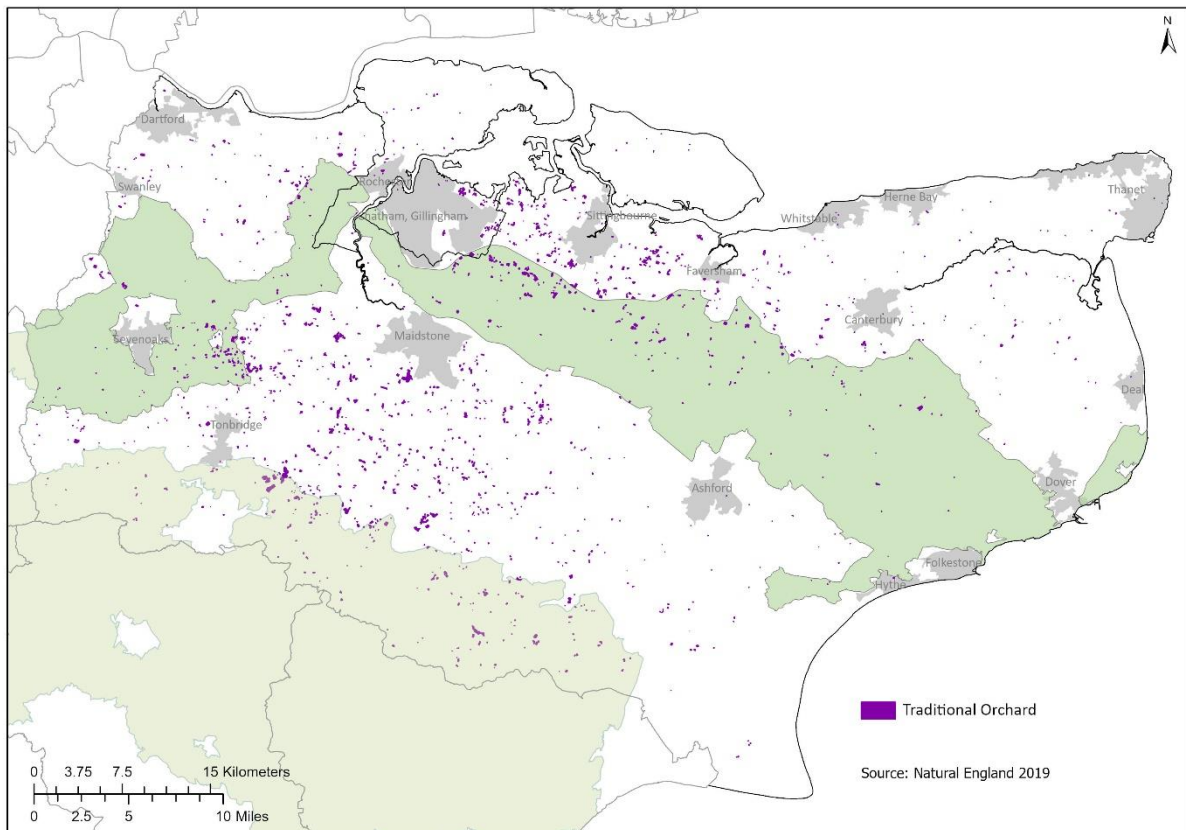 N
Dartford
Swanley
Roche
Chatham, Gillingham
Sittingbourne
Whitstable
Herne Bay
Thanet
Faversham
Canterbury
Sevenoaks
Maidstone
Deal
Tonbridge
Ashford
Dover
Folkestone
Hythe
Traditional Orchard
Source: Natural England 2019
0 3.75 7.5 15 Kilometers
0 2.5 5 10 Miles